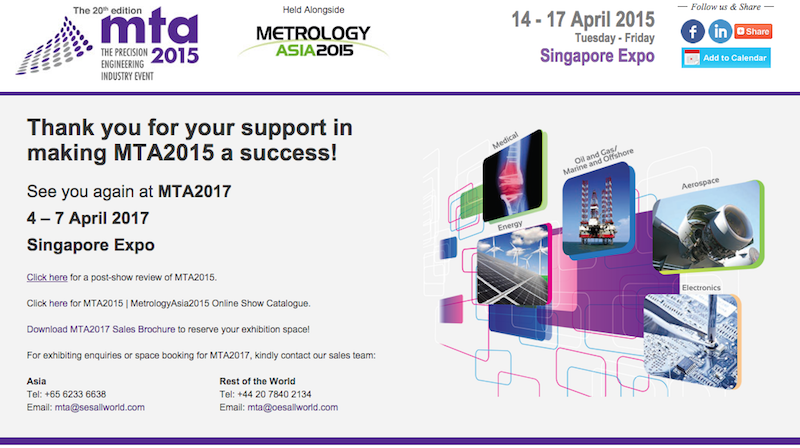 The 20th edition
mta
2015
THE PRECISION
ENGINEERING
INDUSTRY EVENT
Held Alongside
METROLOGY
ASIA2015
14 - 17 April 2015
Tuesday - Friday
Singapore Expo
Follow us & Share
f
in
Share
Add to Calendar
Thank you for your support in
making MTA2015 a success!
See you again at MTA2017
4 – 7 April 2017
Singapore Expo
Click here for a post-show review of MTA2015.
Click here for MTA2015 | MetrologyAsia2015 Online Show Catalogue.
Download MTA2017 Sales Brochure to reserve your exhibition space!
For exhibiting enquiries or space booking for MTA2017, kindly contact our sales team:
Asia
Tel: +65 6233 6638
Email: mta@sesallworld.com
Rest of the World
Tel: +44 20 7840 2134
Email: mta@oesallworld.com
Medical
Oil and Gas/
Marine and Offshore
Aerospace
Energy
Electronics